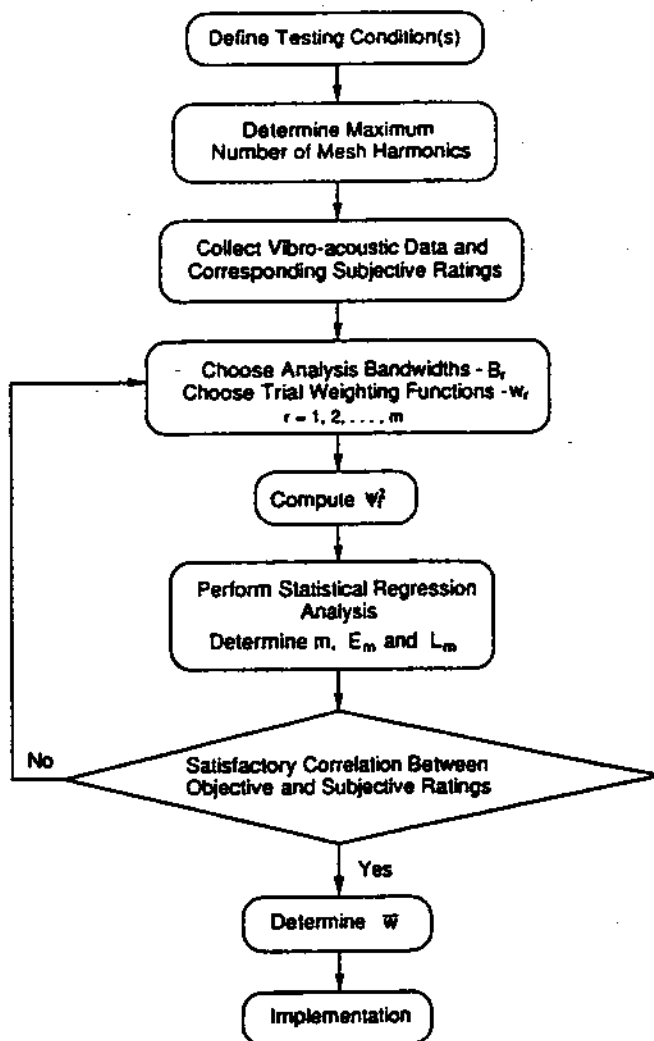 Define Testing Condition(s)
Determine Maximum
Number of Mesh Harmonics
Collect Vibro-acoustic Data and
Corresponding Subjective Ratings
Choose Analysis Bandwidths - Bᵣ
Choose Trial Weighting Functions - wᵣ
r = 1, 2, . . . , m
Compute Ψ²ᵣ
Perform Statistical Regression
Analysis
Determine m, Eₘ and Lₘ
Satisfactory Correlation Between
Objective and Subjective Ratings
No
Yes
Determine w̄
Implementation